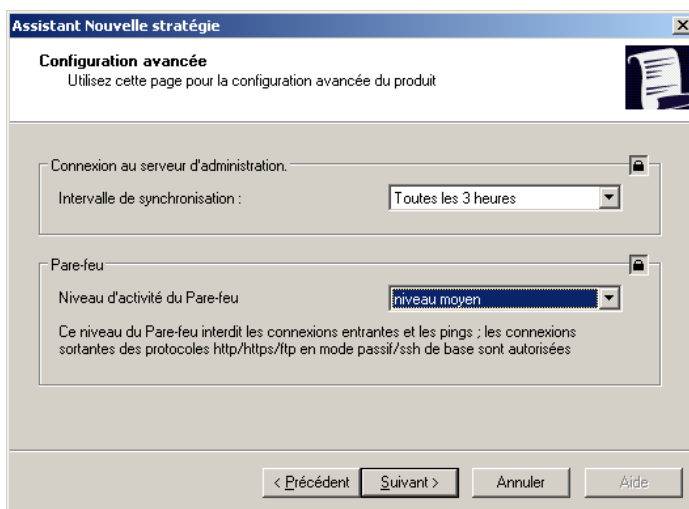 Assistant Nouvelle stratégie
Configuration avancée
Utilisez cette page pour la configuration avancée du produit
Connexion au serveur d'administration.
Intervalle de synchronisation :
Toutes les 3 heures
Pare-feu
Niveau d'activité du Pare-feu
niveau moyen
Ce niveau du Pare-feu interdit les connexions entrantes et les pings ; les connexions
sortantes des protocoles http/https/ftp en mode passif/ssh de base sont autorisées
< Précédent
Suivant >
Annuler
Aide